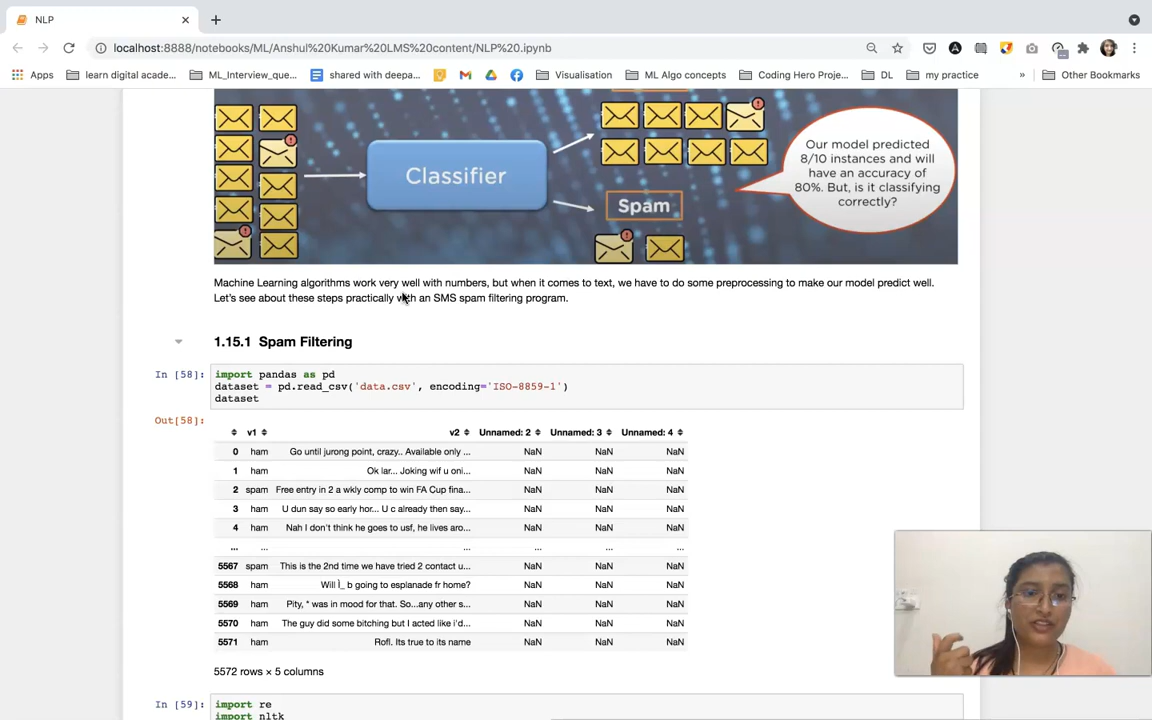 NLP
localhost:8888/notebooks/ML/Anshul%20Kumar%20LMS%20content/NLP%20.ipynb
Apps
learn digital acade...
ML_Interview_que...
shared with deepa...
Visualisation
ML Algo concepts
Coding Hero Proje...
DL
my practice
»
Other Bookmarks
Classifier
Spam
Our model predicted
8/10 instances and will
have an accuracy of
80%. But, is it classifying
correctly?
Machine Learning algorithms work very well with numbers, but when it comes to text, we have to do some preprocessing to make our model predict well.
Let's see about these steps practically with an SMS spam filtering program.
1.15.1 Spam Filtering
In [58]:
import pandas as pd
dataset = pd.read_csv('data.csv', encoding='ISO-8859-1')
dataset
Out[58]:
v1 v2 Unnamed: 2 Unnamed: 3 Unnamed: 4
0 ham Go until jurong point, crazy.. Available only ... NaN NaN NaN
1 ham Ok lar... Joking wif u oni... NaN NaN NaN
2 spam Free entry in 2 a wkly comp to win FA Cup fina... NaN NaN NaN
3 ham U dun say so early hor... U c already then say... NaN NaN NaN
4 ham Nah I don't think he goes to usf, he lives aro... NaN NaN NaN
... ... ... ... ... ...
5567 spam This is the 2nd time we have tried 2 contact u... NaN NaN NaN
5568 ham Will Ì_ b going to esplanade fr home? NaN NaN NaN
5569 ham Pity, * was in mood for that. So...any other s... NaN NaN NaN
5570 ham The guy did some bitching but I acted like i'd... NaN NaN NaN
5571 ham Rofl. Its true to its name NaN NaN NaN
5572 rows × 5 columns
In [59]:
import re
import nltk